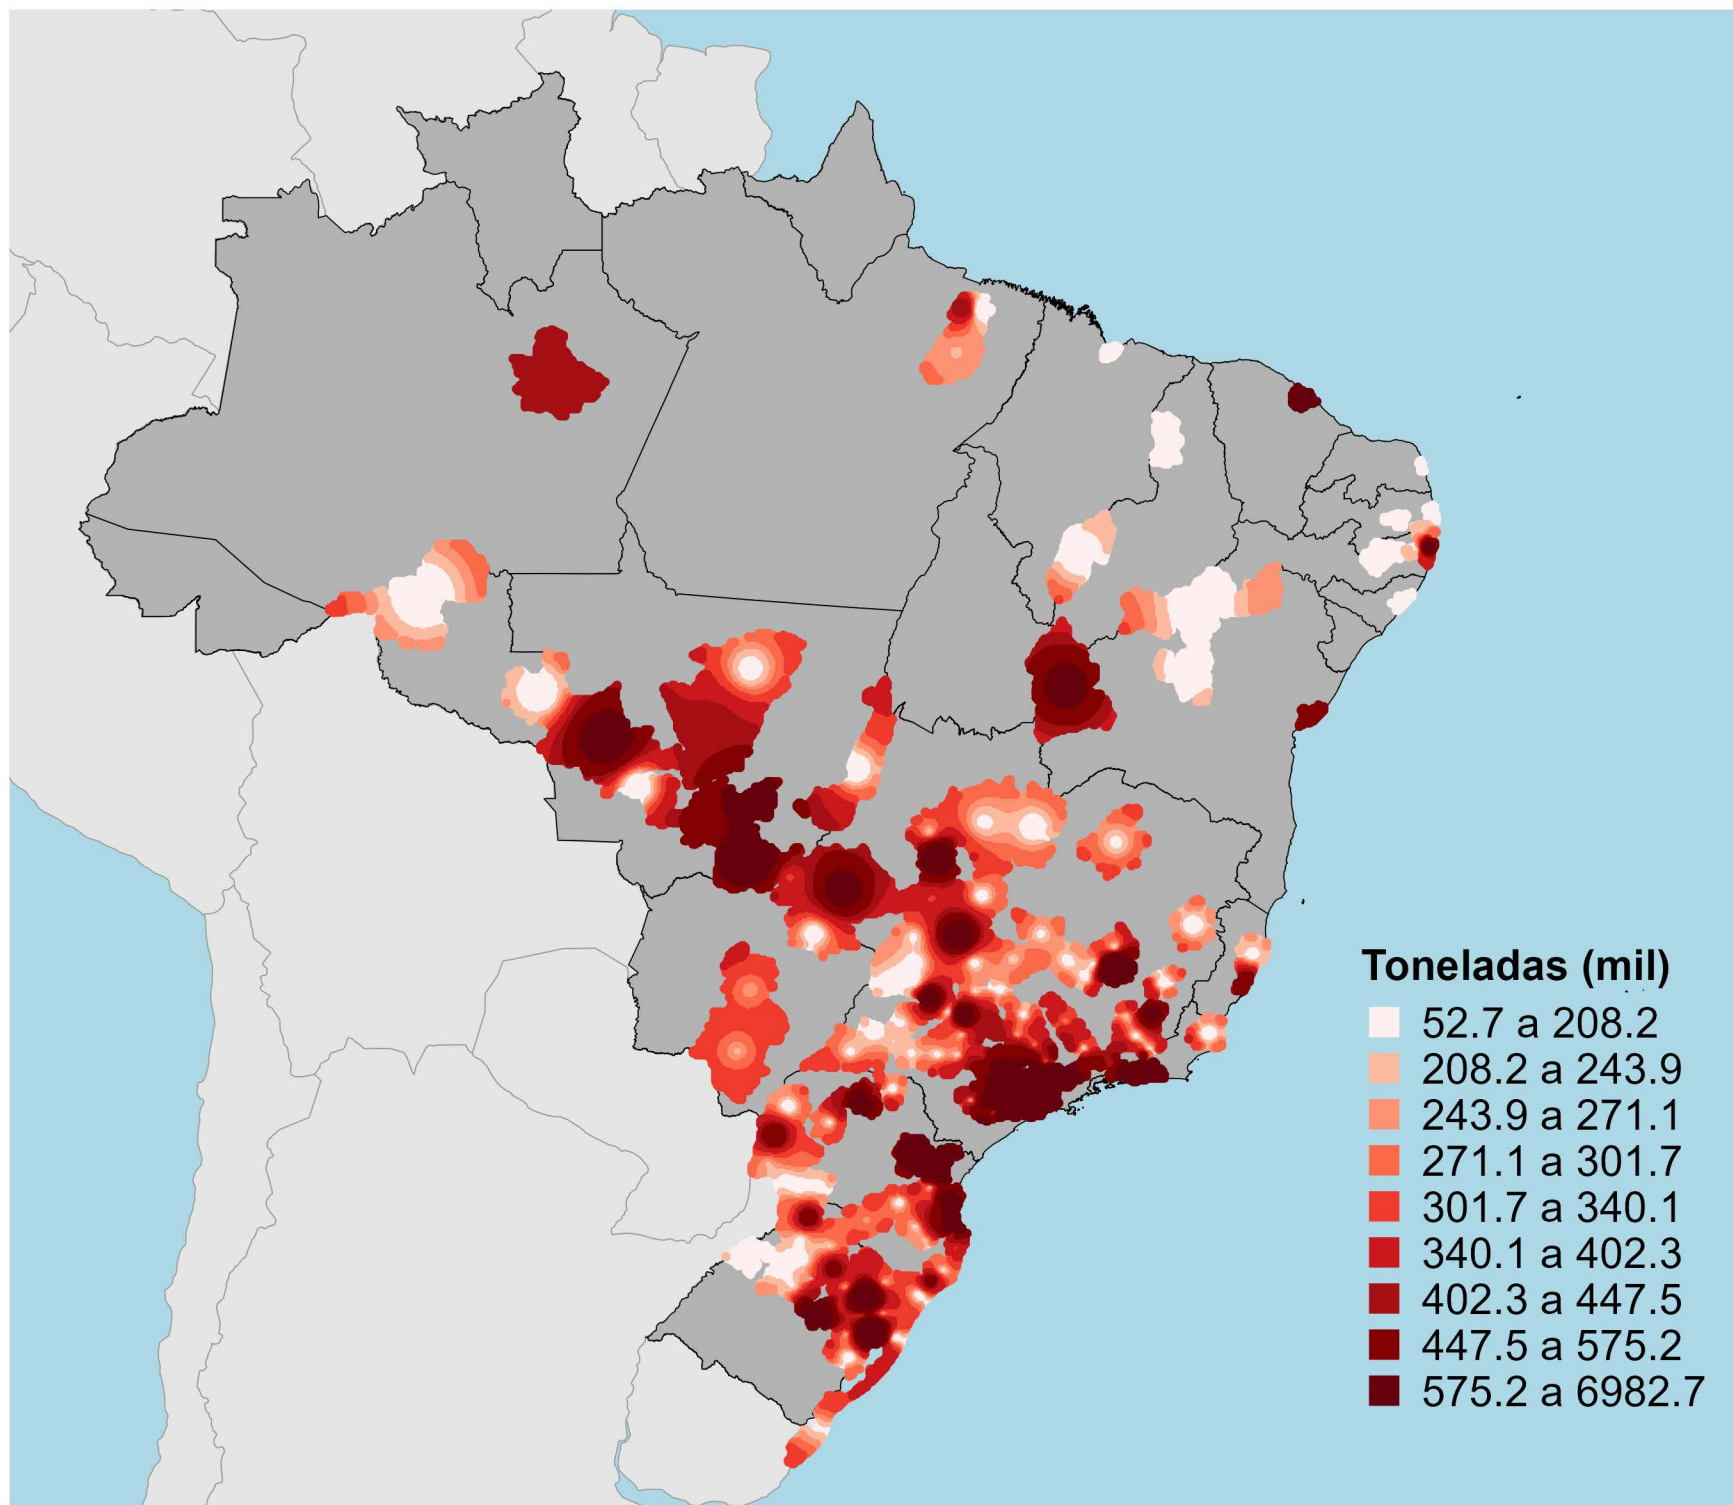 Toneladas (mil)
52.7 a 208.2
208.2 a 243.9
243.9 a 271.1
271.1 a 301.7
301.7 a 340.1
340.1 a 402.3
402.3 a 447.5
447.5 a 575.2
575.2 a 6982.7